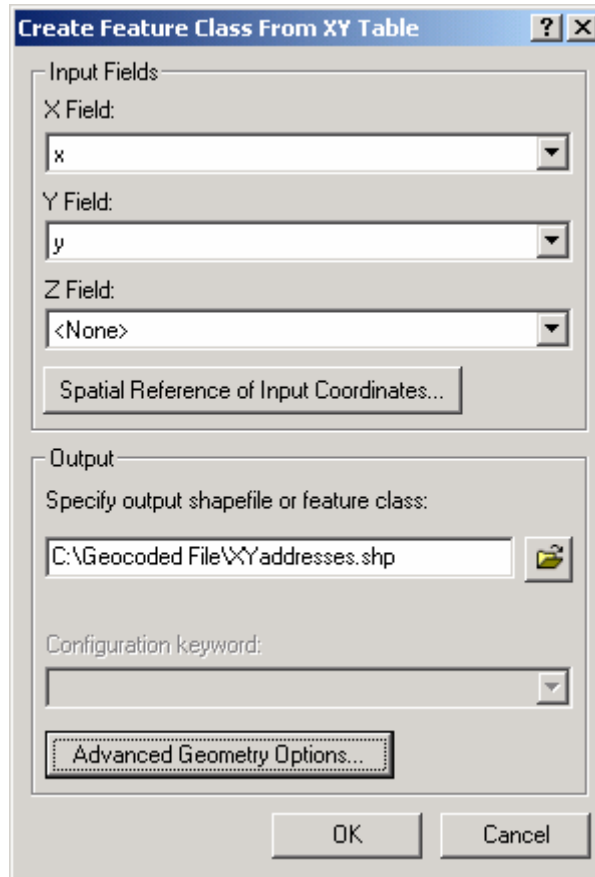 Create Feature Class From XY Table
Input Fields
X Field:
x
Y Field:
y
Z Field:
<None>
Spatial Reference of Input Coordinates...
Output
Specify output shapefile or feature class:
C:\Geocoded File\XYaddresses.shp
Configuration keyword:
Advanced Geometry Options...
OK Cancel